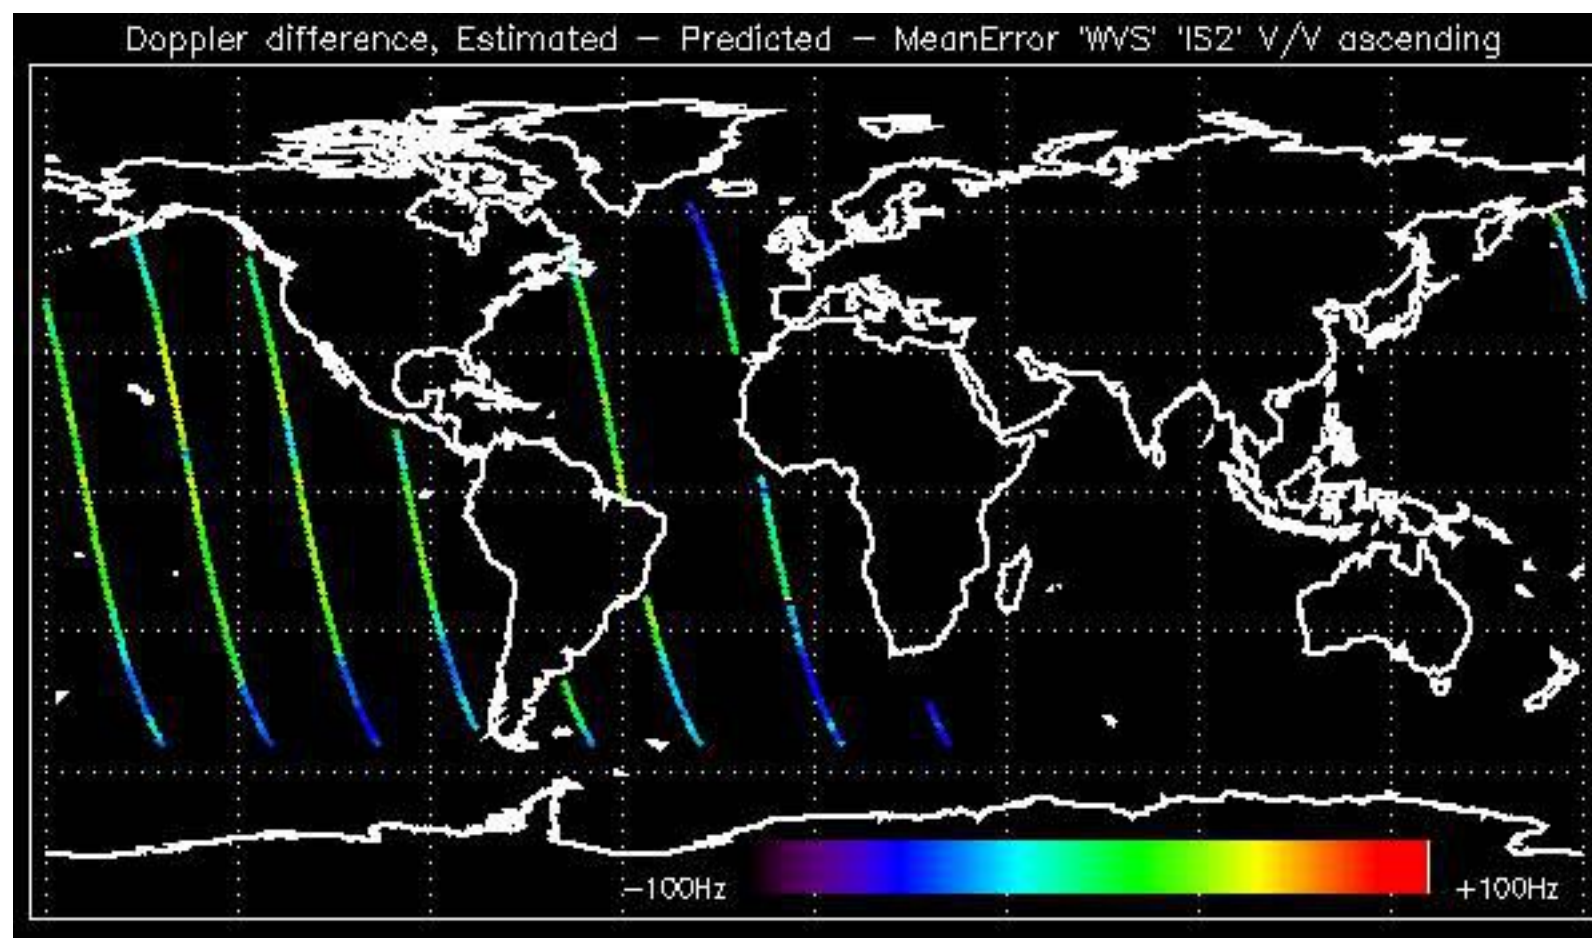 Doppler difference, Estimated — Predicted — MeanError 'WVS' 'IS2' V/V ascending
−100Hz
+100Hz